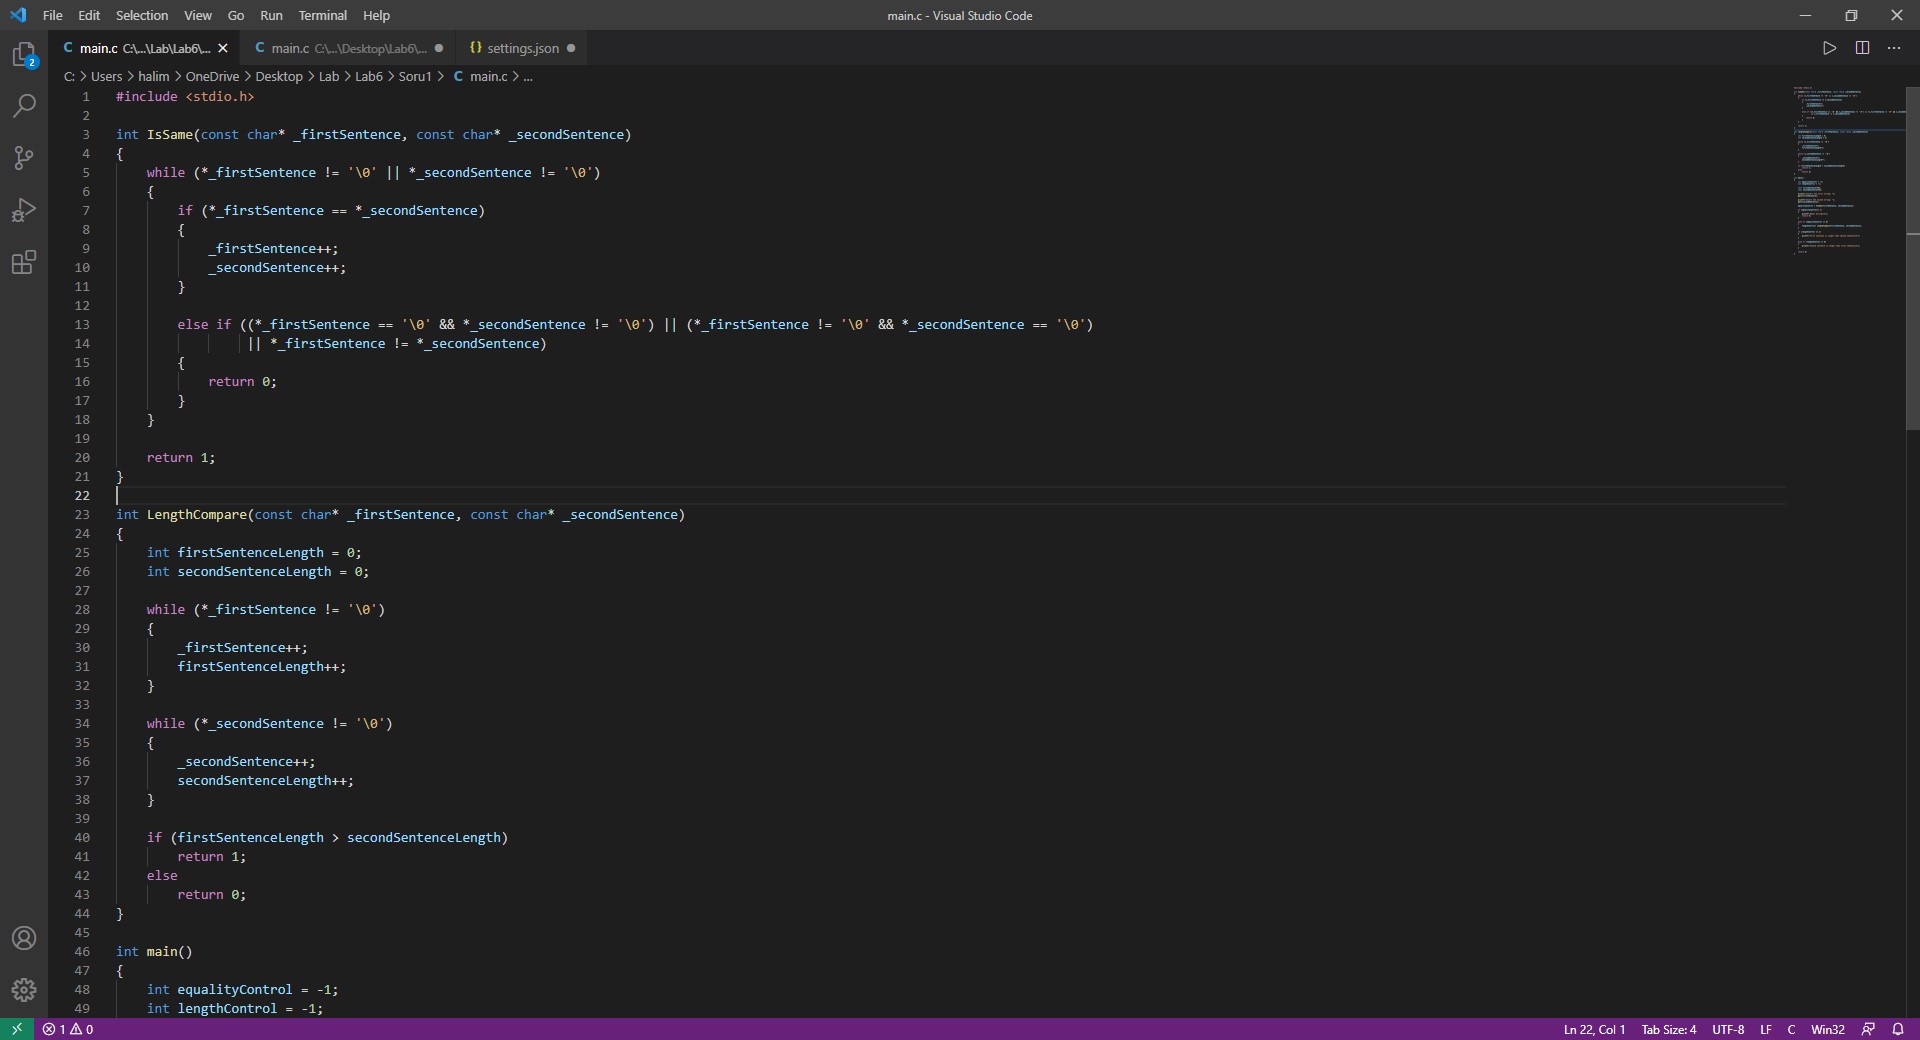 File Edit Selection View Go Run Terminal Help main.c - Visual Studio Code
main.c C:\...\Lab\Lab6\... main.c C:\...\Desktop\Lab6\... {} settings.json
C: > Users > halim > OneDrive > Desktop > Lab > Lab6 > Soru1 > C main.c > ...
2
1 #include <stdio.h>
2
3 int IsSame(const char* _firstSentence, const char* _secondSentence)
4 {
5     while (*_firstSentence != '\0' || *_secondSentence != '\0')
6     {
7         if (*_firstSentence == *_secondSentence)
8         {
9             _firstSentence++;
10             _secondSentence++;
11         }
12
13         else if ((*_firstSentence == '\0' && *_secondSentence != '\0') || (*_firstSentence != '\0' && *_secondSentence == '\0')
14                  || *_firstSentence != *_secondSentence)
15         {
16             return 0;
17         }
18     }
19
20     return 1;
21 }
22
23 int LengthCompare(const char* _firstSentence, const char* _secondSentence)
24 {
25     int firstSentenceLength = 0;
26     int secondSentenceLength = 0;
27
28     while (*_firstSentence != '\0')
29     {
30         _firstSentence++;
31         firstSentenceLength++;
32     }
33
34     while (*_secondSentence != '\0')
35     {
36         _secondSentence++;
37         secondSentenceLength++;
38     }
39
40     if (firstSentenceLength > secondSentenceLength)
41         return 1;
42     else
43         return 0;
44 }
45
46 int main()
47 {
48     int equalityControl = -1;
49     int lengthControl = -1;
1 0 Ln 22, Col 1 Tab Size: 4 UTF-8 LF C Win32